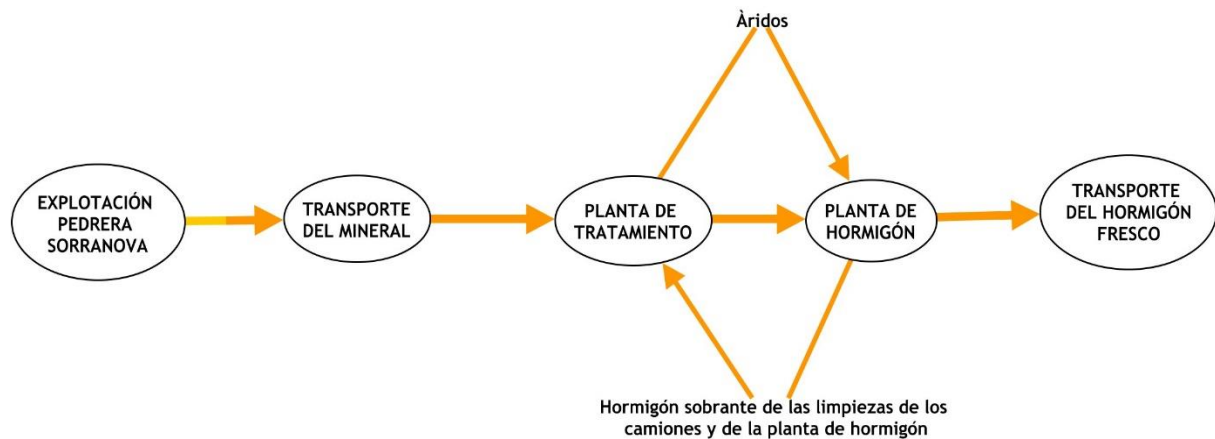 Àridos
EXPLOTACIÓN
PEDRERA
SORRANOVA
TRANSPORTE
DEL MINERAL
PLANTA DE
TRATAMIENTO
PLANTA DE
HORMIGÓN
TRANSPORTE
DEL HORMIGÓN
FRESCO
Hormigón sobrante de las limpiezas de los
camiones y de la planta de hormigón